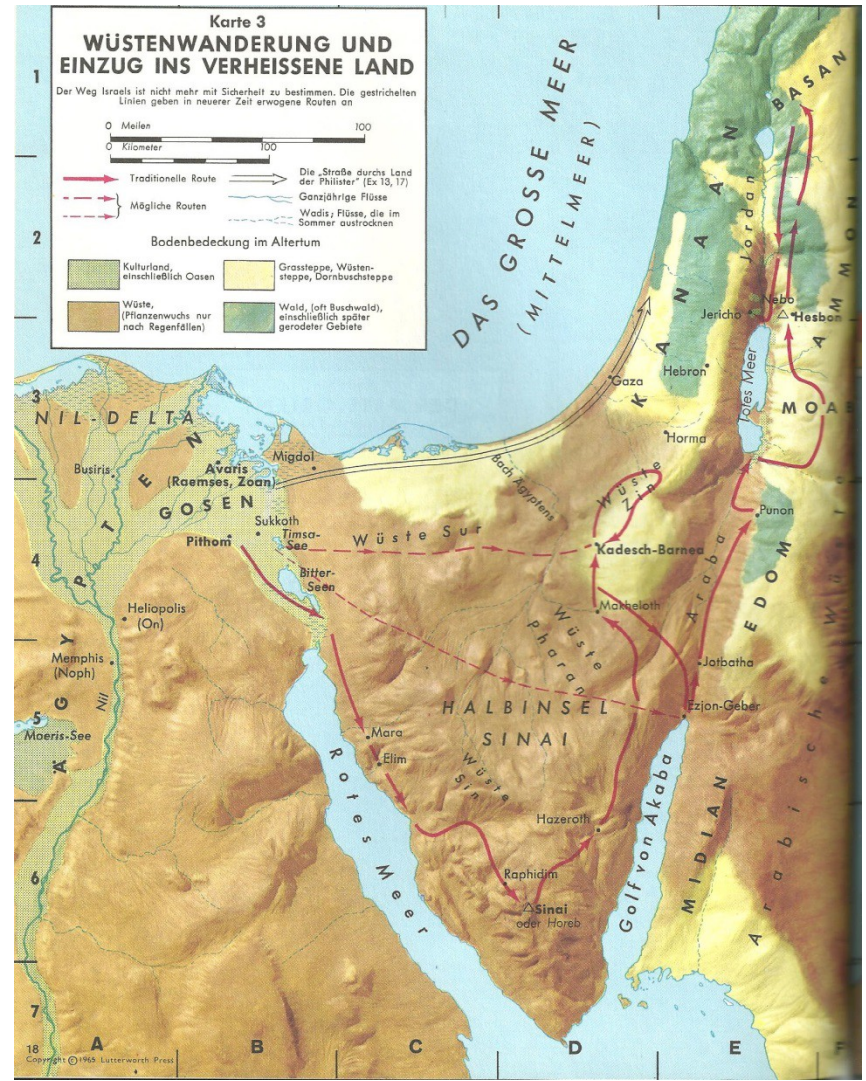 Karte 3
WÜSTENWANDERUNG UND
EINZUG INS VERHEISSENE LAND
Der Weg Israels ist nicht mehr mit Sicherheit zu bestimmen. Die gestrichelten
Linien geben in neuerer Zeit erwogene Routen an
0 Meilen 100
0 Kilometer 100
Traditionelle Route
Die „Straße durchs Land
der Philister" (Ex 13, 17)
Mögliche Routen
Ganzjährige Flüsse
Wadis; Flüsse, die im
Sommer austrocknen
Bodenbedeckung im Altertum
Kulturland,
einschließlich Oasen
Grassteppe, Wüsten-
steppe, Dornbuschsteppe
Wüste,
(Pflanzenwuchs nur
nach Regenfällen)
Wald, (oft Buschwald),
einschließlich später
gerodeter Gebiete
1
2
3
4
5
6
7
DAS GROSSE MEER
(MITTELMEER)
BASAN
KANAAN
Jordan
AMMON
Nebo
Jericho
Hesbon
Hebron
Totes Meer
Gaza
MOAB
Horma
NIL-DELTA
Busiris
Avaris
(Raemses, Zoan)
Migdol
GOSEN
Bach Ägyptens
Wüste
Zin
Punon
Sukkoth
Timsa-
See
Pithom
Wüste Sur
Kadesch-Barnea
Bitter-
Seen
Araba
EDOM
Makheloth
Heliopolis
(On)
Wüste
Pharan
Memphis
(Noph)
Jotbatha
ÄGYPTEN
Nil
HALBINSEL
SINAI
Ezjon-Geber
Moeris-See
Mara
Elim
Wüste
Sin
Rotes Meer
Hazeroth
Golf von Akaba
MIDIAN
Arabische Wüste
Raphidim
Sinai
oder Horeb
18
Copyright © 1965 Lutterworth Press
A
B
C
D
E
F